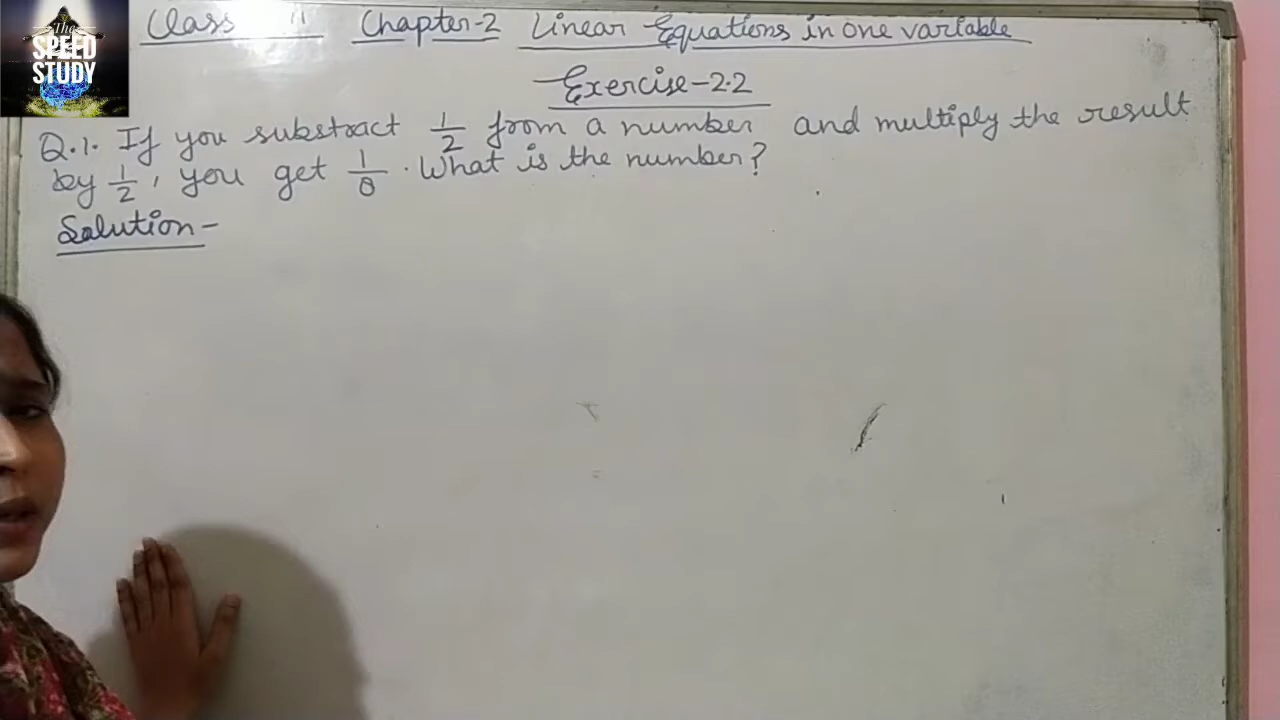 The
SPEED
STUDY
Class " Chapter-2 Linear Equations in one variable
Exercise-2.2
Q.1. If you substract 1/2 from a number and multiply the result
by 1/2, you get 1/8. What is the number?
Solution-